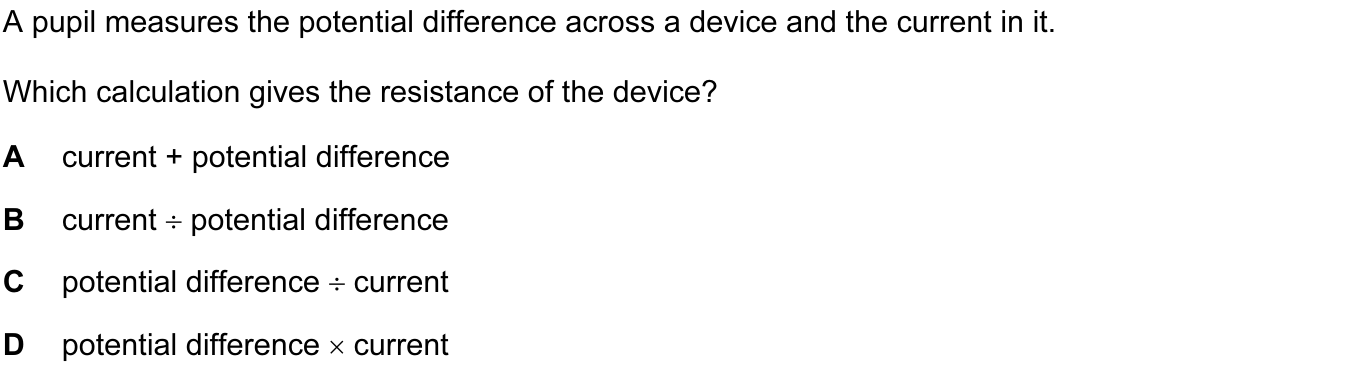 A pupil measures the potential difference across a device and the current in it.
Which calculation gives the resistance of the device?
A current + potential difference
B current ÷ potential difference
C potential difference ÷ current
D potential difference × current